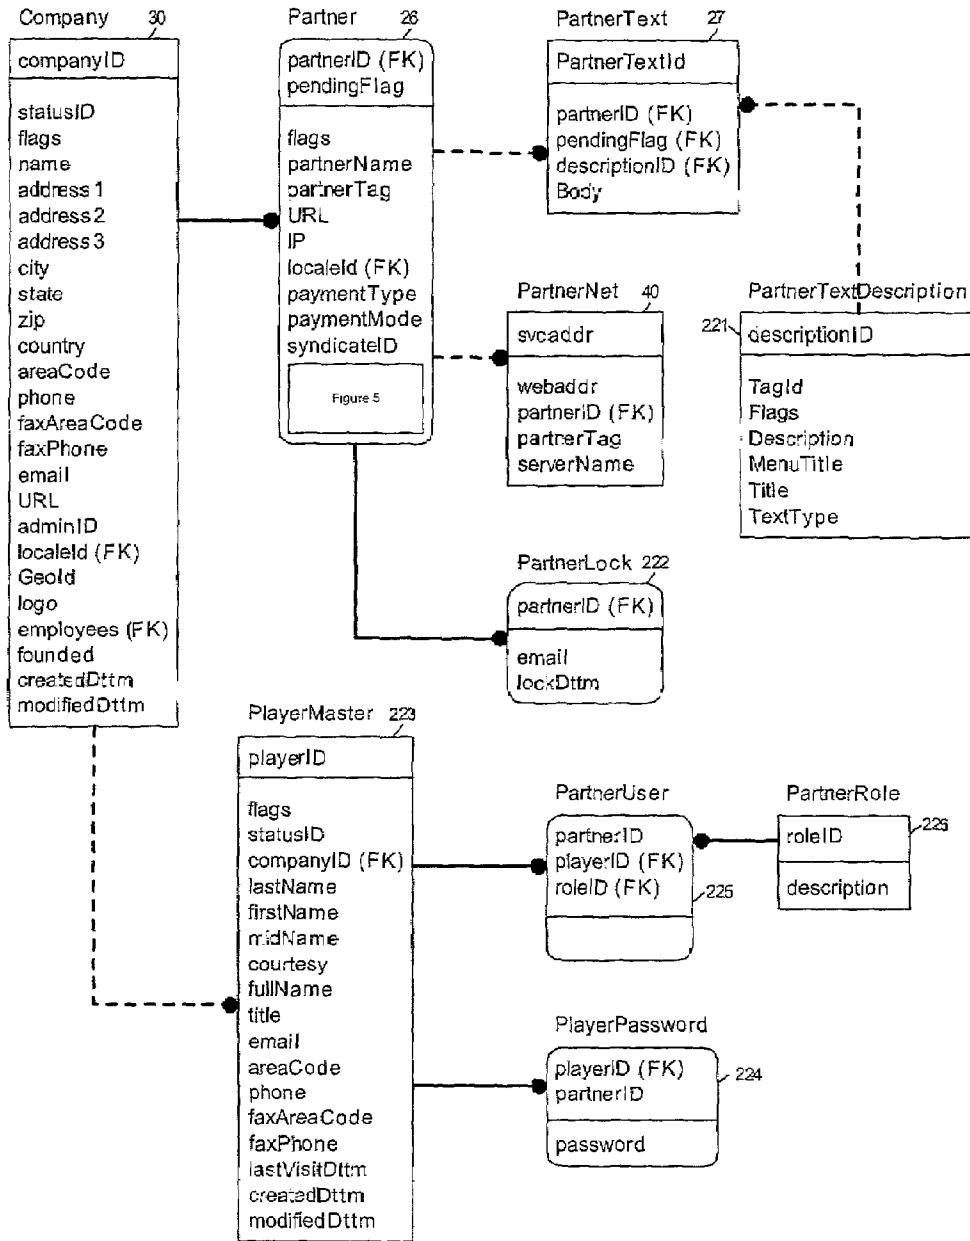 Company 30
companyID
statusID
flags
name
address1
address2
address3
city
state
zip
country
areaCode
phone
faxAreaCode
faxPhone
email
URL
adminID
localeId (FK)
GeoId
logo
employees (FK)
founded
createdDttm
modifiedDttm
Partner 26
partnerID (FK)
pendingFlag
flags
partnerName
partnerTag
URL
IP
localeId (FK)
paymentType
paymentMode
syndicateID
Figure 5
PartnerText 27
PartnerTextId
partnerID (FK)
pendingFlag (FK)
descriptionID (FK)
Body
PartnerNet 40
svcaddr
webaddr
partnerID (FK)
partnerTag
serverName
PartnerTextDescription
221
descriptionID
TagId
Flags
Description
MenuTitle
Title
TextType
PartnerLock 222
partnerID (FK)
email
lockDttm
PlayerMaster 223
playerID
flags
statusID
companyID (FK)
lastName
firstName
midName
courtesy
fullName
title
email
areaCode
phone
faxAreaCode
faxPhone
lastVisitDttm
createdDttm
modifiedDttm
PartnerUser
partnerID
playerID (FK)
roleID (FK)
225
PartnerRole
roleID
226
description
PlayerPassword
playerID (FK)
partnerID
224
password